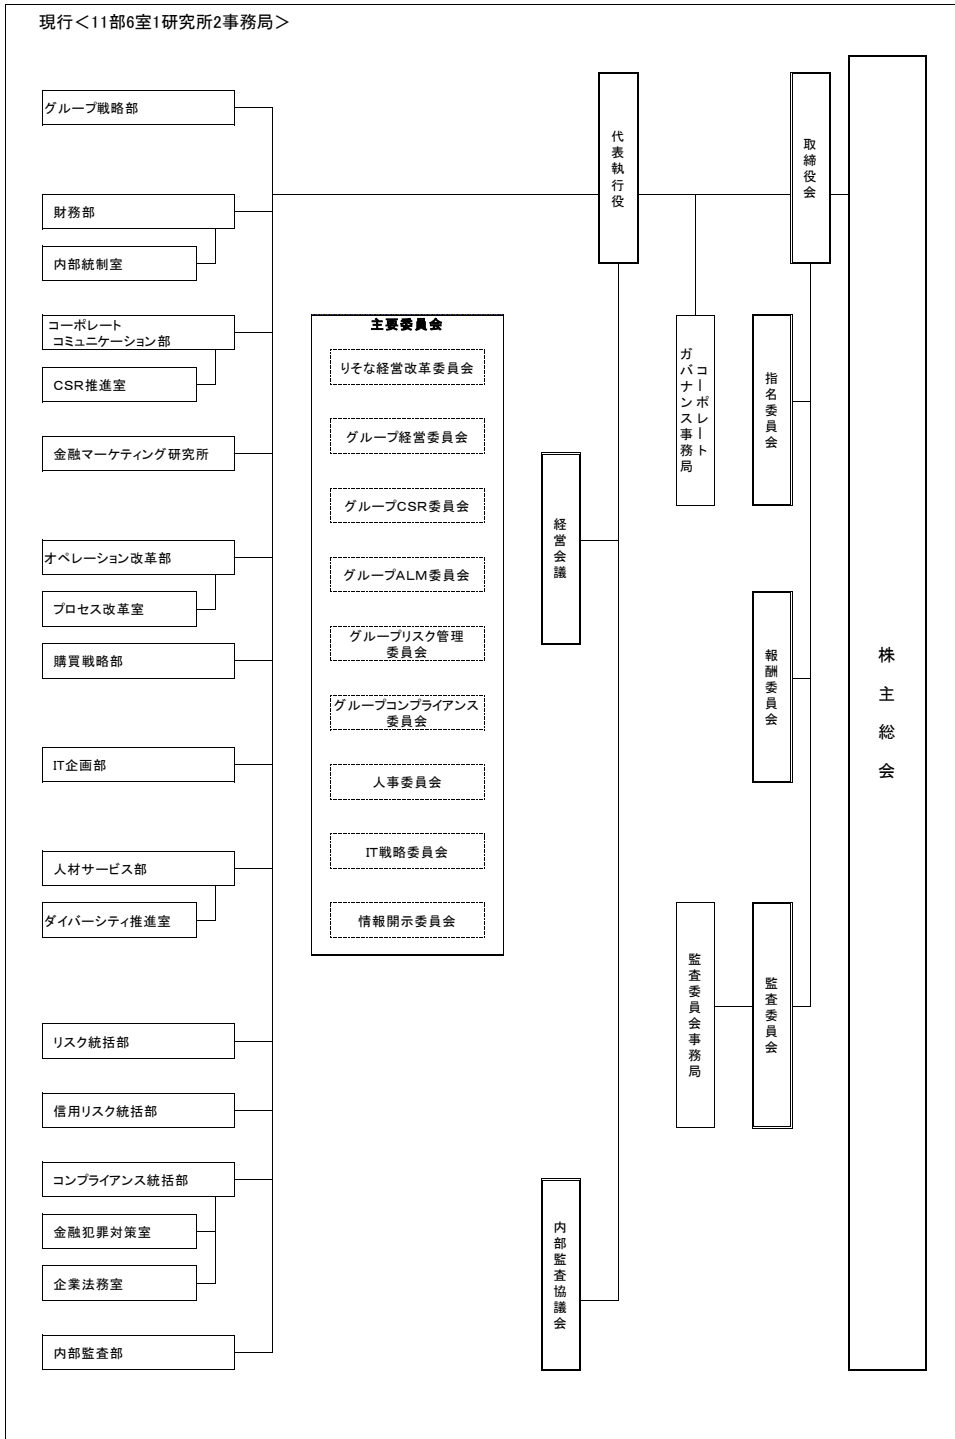 現行＜11部6室1研究所2事務局＞
グループ戦略部
財務部
内部統制室
コーポレート
コミュニケーション部
CSR推進室
金融マーケティング研究所
オペレーション改革部
プロセス改革室
購買戦略部
IT企画部
人材サービス部
ダイバーシティ推進室
リスク統括部
信用リスク統括部
コンプライアンス統括部
金融犯罪対策室
企業法務室
内部監査部
主要委員会
りそな経営改革委員会
グループ経営委員会
グループCSR委員会
グループALM委員会
グループリスク管理
委員会
グループコンプライアンス
委員会
人事委員会
IT戦略委員会
情報開示委員会
経営会議
内部監査協議会
代表執行役
コーポレート
ガバナンス事務局
監査委員会事務局
取締役会
指名委員会
報酬委員会
監査委員会
株主総会